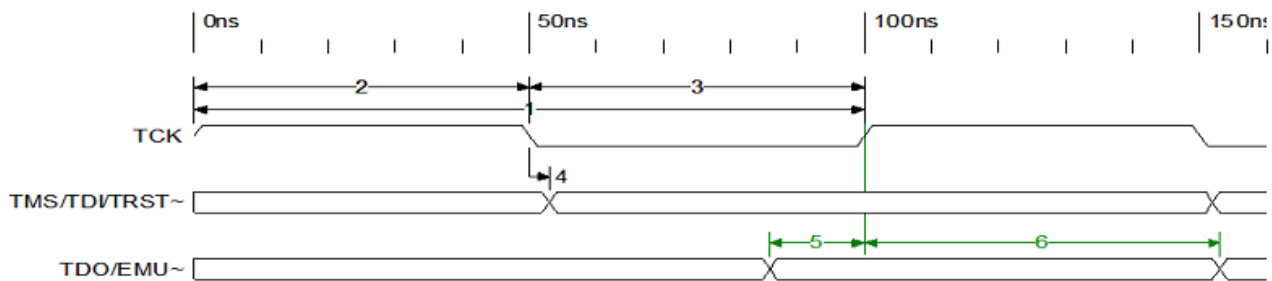 0ns 50ns 100ns 150ns
2 3
1
TCK
4
TMS/TDI/TRST~
5 6
TDO/EMU~